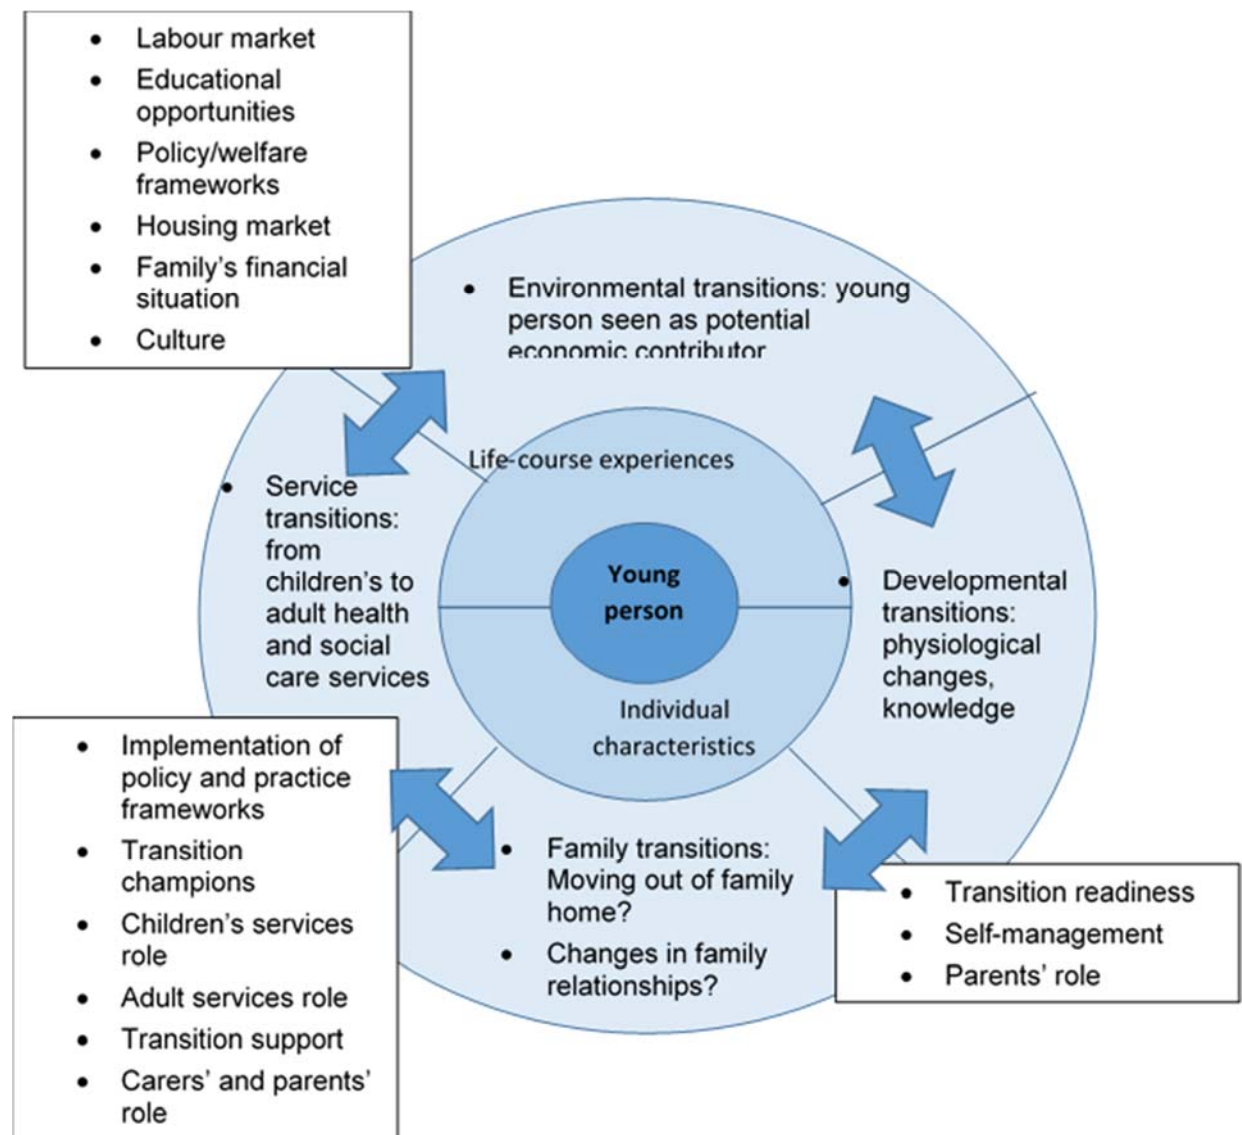 • Labour market
• Educational
opportunities
• Policy/welfare
frameworks
• Housing market
• Family's financial
situation
• Culture
• Environmental transitions: young
person seen as potential
economic contributor
Life-course experiences
• Service
transitions:
from
children's to
adult health
and social
care services
Young
person
• Developmental
transitions:
physiological
changes,
knowledge
Individual
characteristics
• Implementation of
policy and practice
frameworks
• Transition
champions
• Children's services
role
• Adult services role
• Transition support
• Carers' and parents'
role
• Family transitions:
Moving out of family
home?
• Changes in family
relationships?
• Transition readiness
• Self-management
• Parents' role